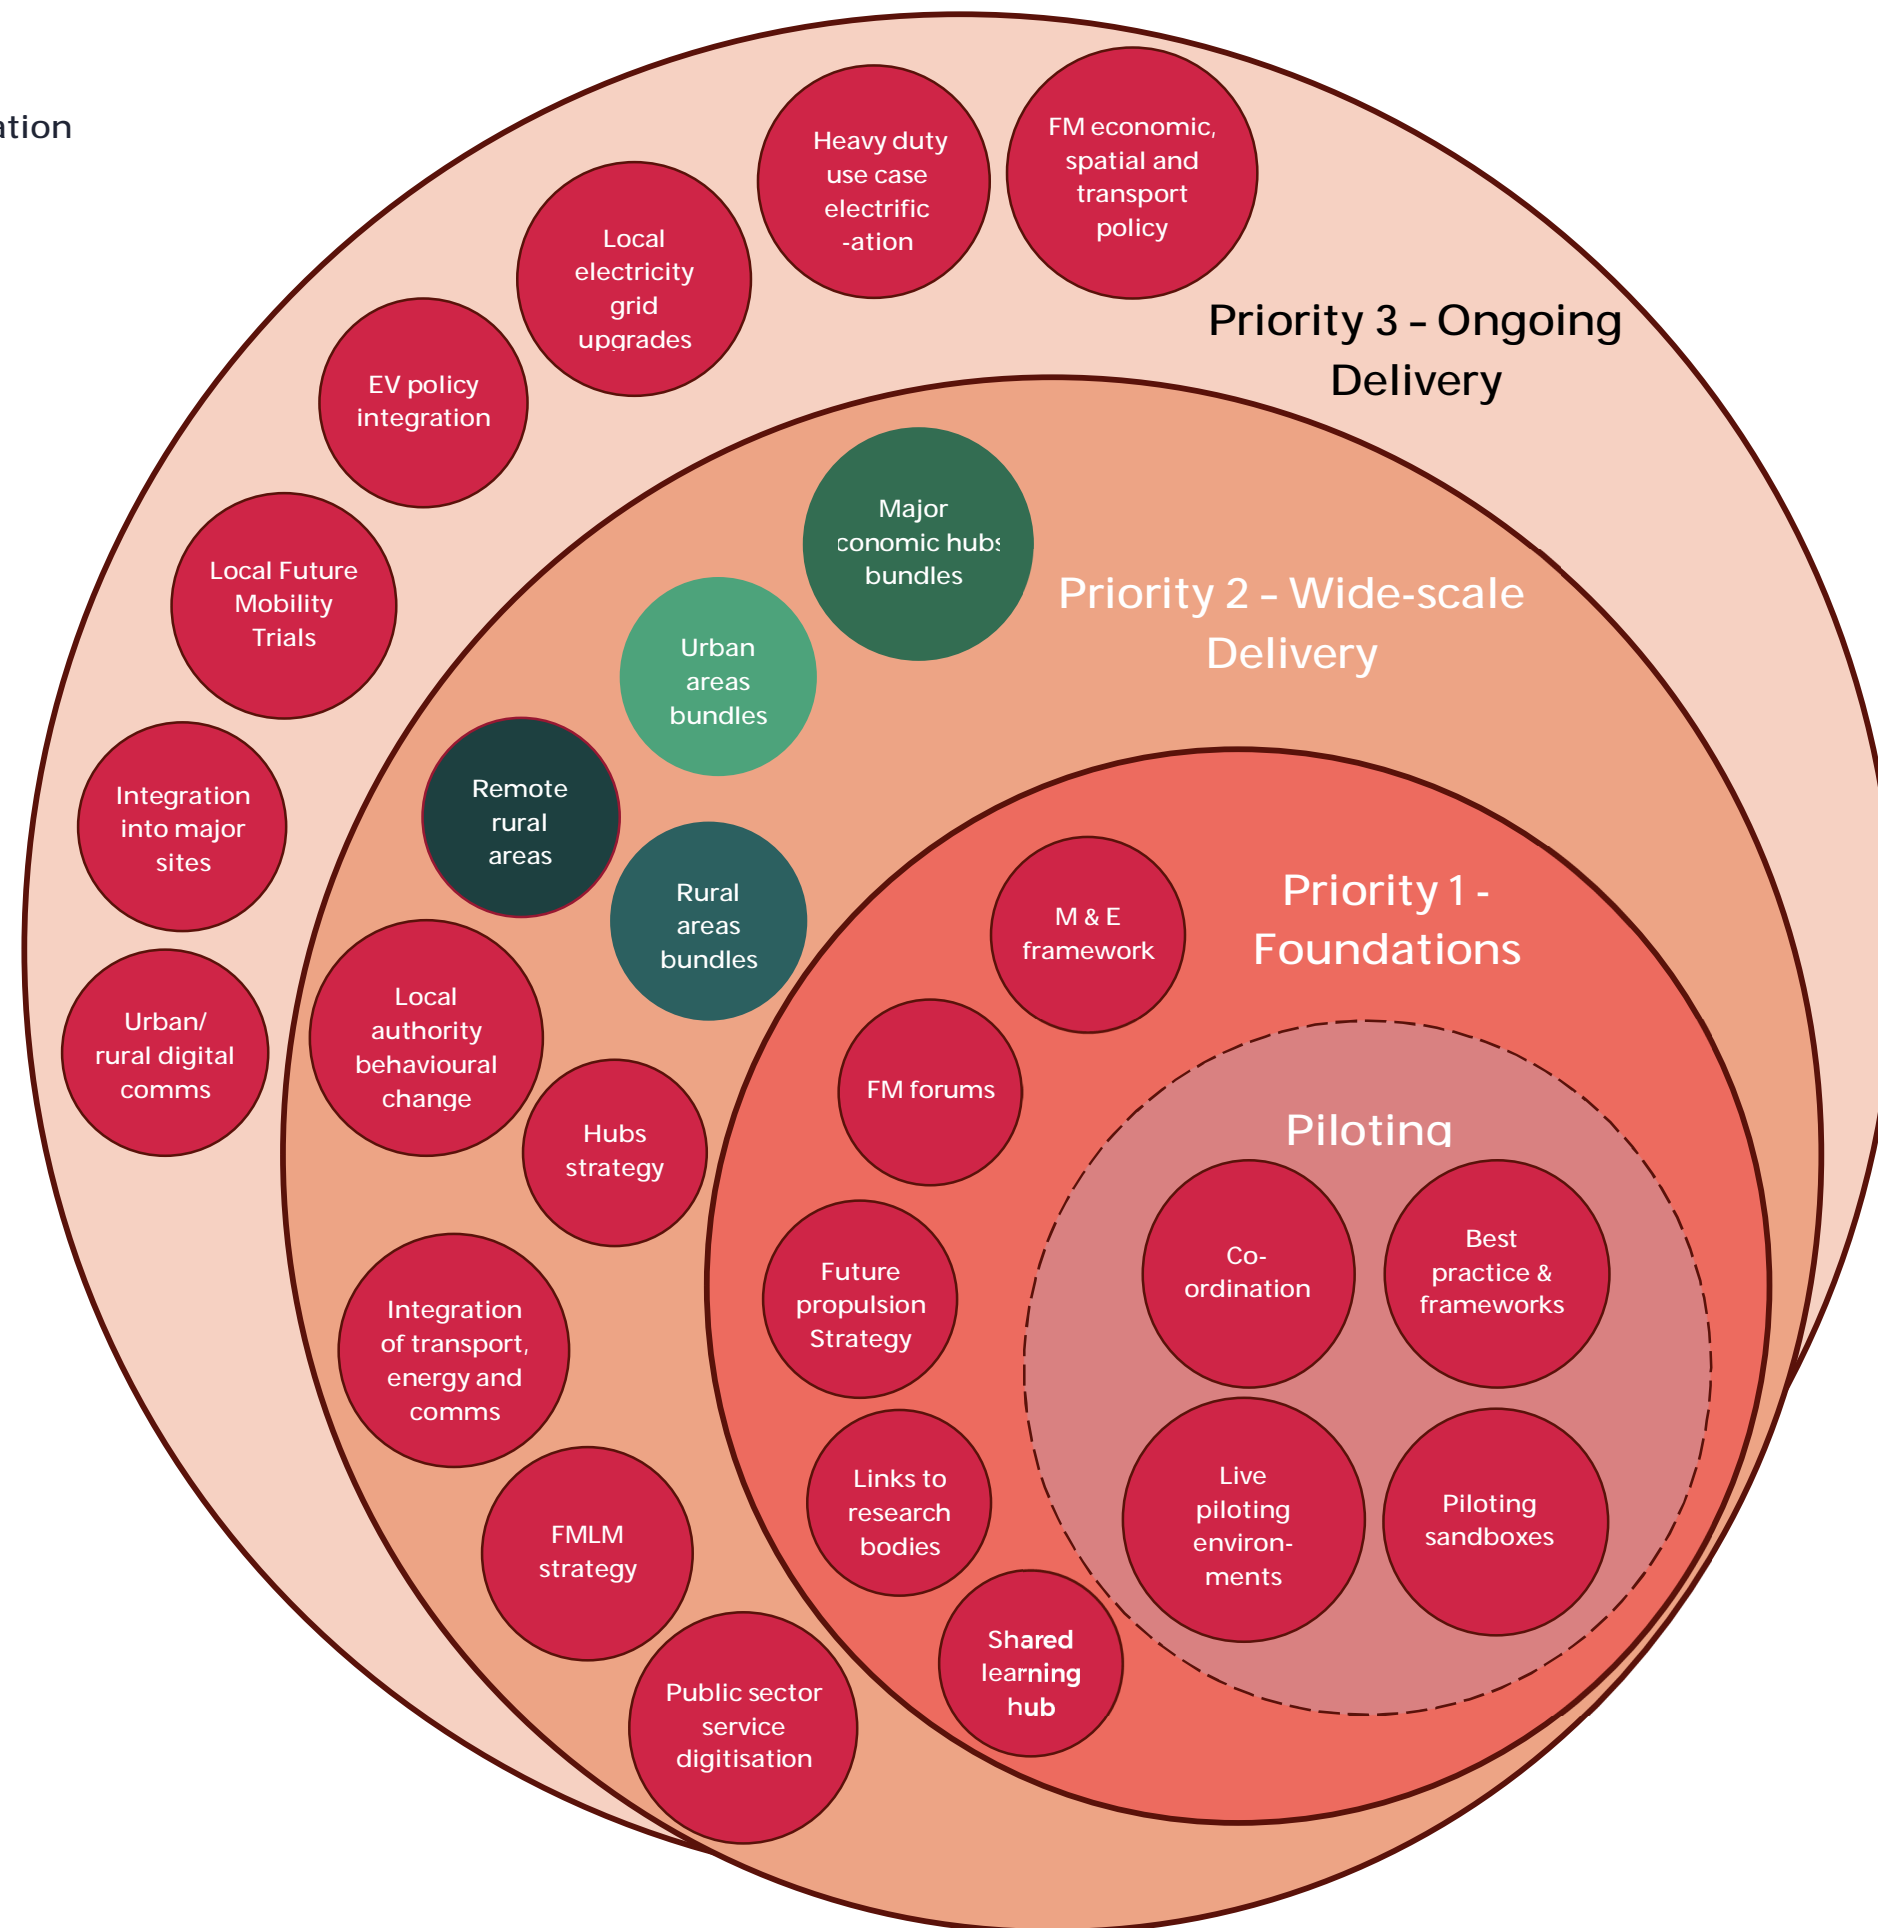 ation
Heavy duty
use case
electrific
-ation
FM economic,
spatial and
transport
policy
Local
electricity
grid
upgrades
Priority 3 – Ongoing
Delivery
EV policy
integration
Major
conomic hubs
bundles
Local Future
Mobility
Trials
Priority 2 – Wide-scale
Delivery
Urban
areas
bundles
Remote
rural
areas
Integration
into major
sites
Rural
areas
bundles
M & E
framework
Priority 1 -
Foundations
Local
authority
behavioural
change
Urban/
rural digital
comms
FM forums
Hubs
strategy
Piloting
Co-
ordination
Best
practice &
frameworks
Future
propulsion
Strategy
Integration
of transport,
energy and
comms
Links to
research
bodies
Live
piloting
environ-
ments
Piloting
sandboxes
FMLM
strategy
Shared
learning
hub
Public sector
service
digitisation